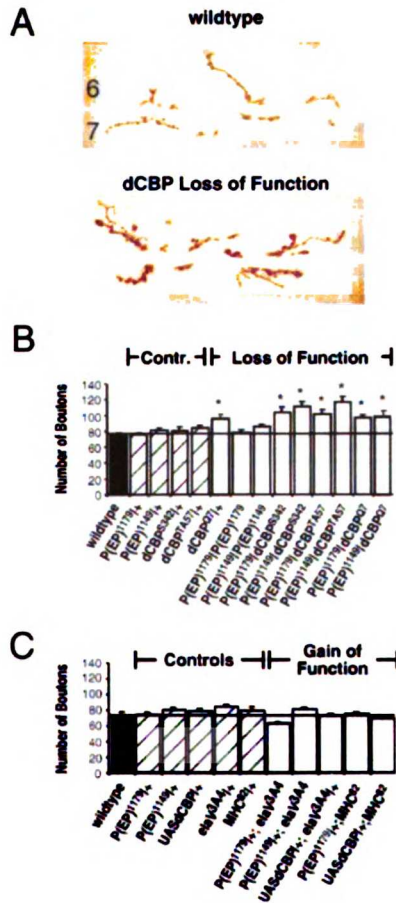 A
wildtype
6
7
dCBP Loss of Function
B
Contr.
Loss of Function
Number of Boutons
140
120
100
80
60
40
20
0
* * * * * * *
wildtype
P(EP)1179/+
P(EP)1149/+
dCBPS342/+
dCBPTA57/+
dCBPQ7/+
P(EP)1179/P(EP)1179
P(EP)1149/P(EP)1149
P(EP)1179/dCBPS342
P(EP)1149/dCBPS342
P(EP)1179/dCBPTA57
P(EP)1149/dCBPTA57
P(EP)1179/dCBPQ7
P(EP)1149/dCBPQ7
C
Controls
Gain of
Function
Number of Boutons
140
120
100
80
60
40
20
0
wildtype
P(EP)1179/+
P(EP)1149/+
UASdCBP/+
elav3A4/+
MHC82/+
P(EP)1179/+; elav3A4
P(EP)1149/+; elav3A4
UASdCBP/+; elav3A4/+
P(EP)1179/+;MHC82
UASdCBP/+;MHC82